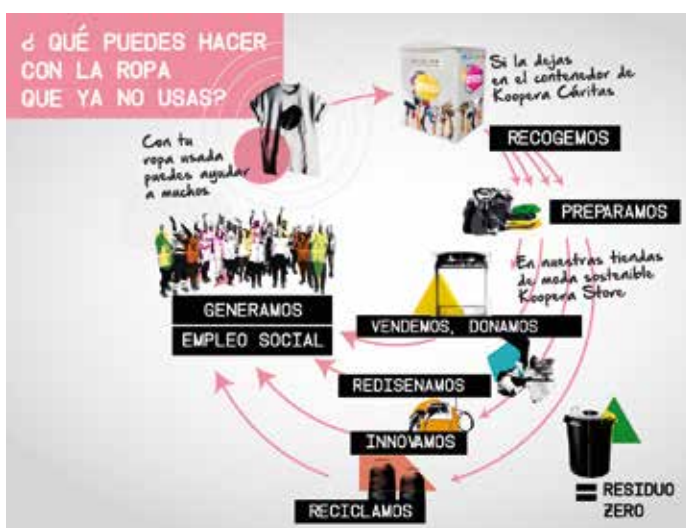 ¿ QUÉ PUEDES HACER
CON LA ROPA
QUE YA NO USAS?
Si la dejas
en el contenedor de
Koopera Cáritas
RECOGEMOS
Con tu
ropa usada
puedes ayudar
a muchos
PREPARAMOS
En nuestras tiendas
de moda sostenible
Koopera Store
GENERAMOS
EMPLEO SOCIAL
VENDEMOS, DONAMOS
REDISENAMOS
INNOVAMOS
RECICLAMOS
= RESIDUO
ZERO